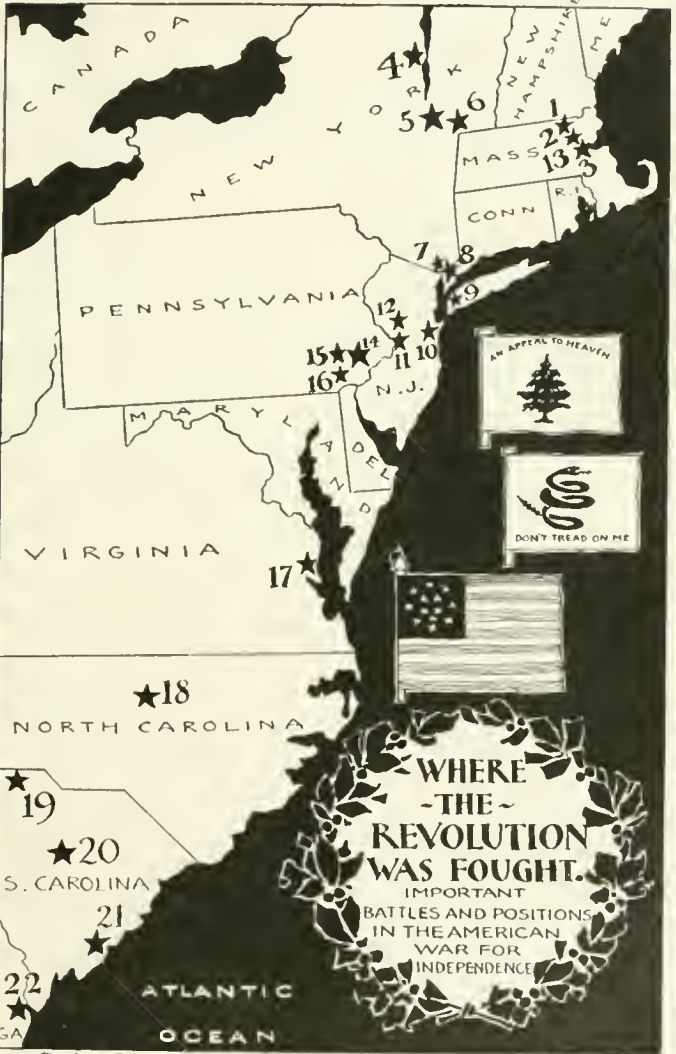 CANADA
NEW YORK
NEW HAMPSHIRE
ME
4
5
6
1
2
13
3
MASS
CONN
R.I.
7
8
9
PENNSYLVANIA
12
11
10
15
14
16
N.J.
MARYLAND
DEL
AN APPEAL TO HEAVEN
DON'T TREAD ON ME
VIRGINIA
17
18
NORTH CAROLINA
19
20
S. CAROLINA
21
22
GA
WHERE
-THE~
REVOLUTION
WAS FOUGHT.
IMPORTANT
BATTLES AND POSITIONS
IN THE AMERICAN
WAR FOR
INDEPENDENCE
ATLANTIC
OCEAN